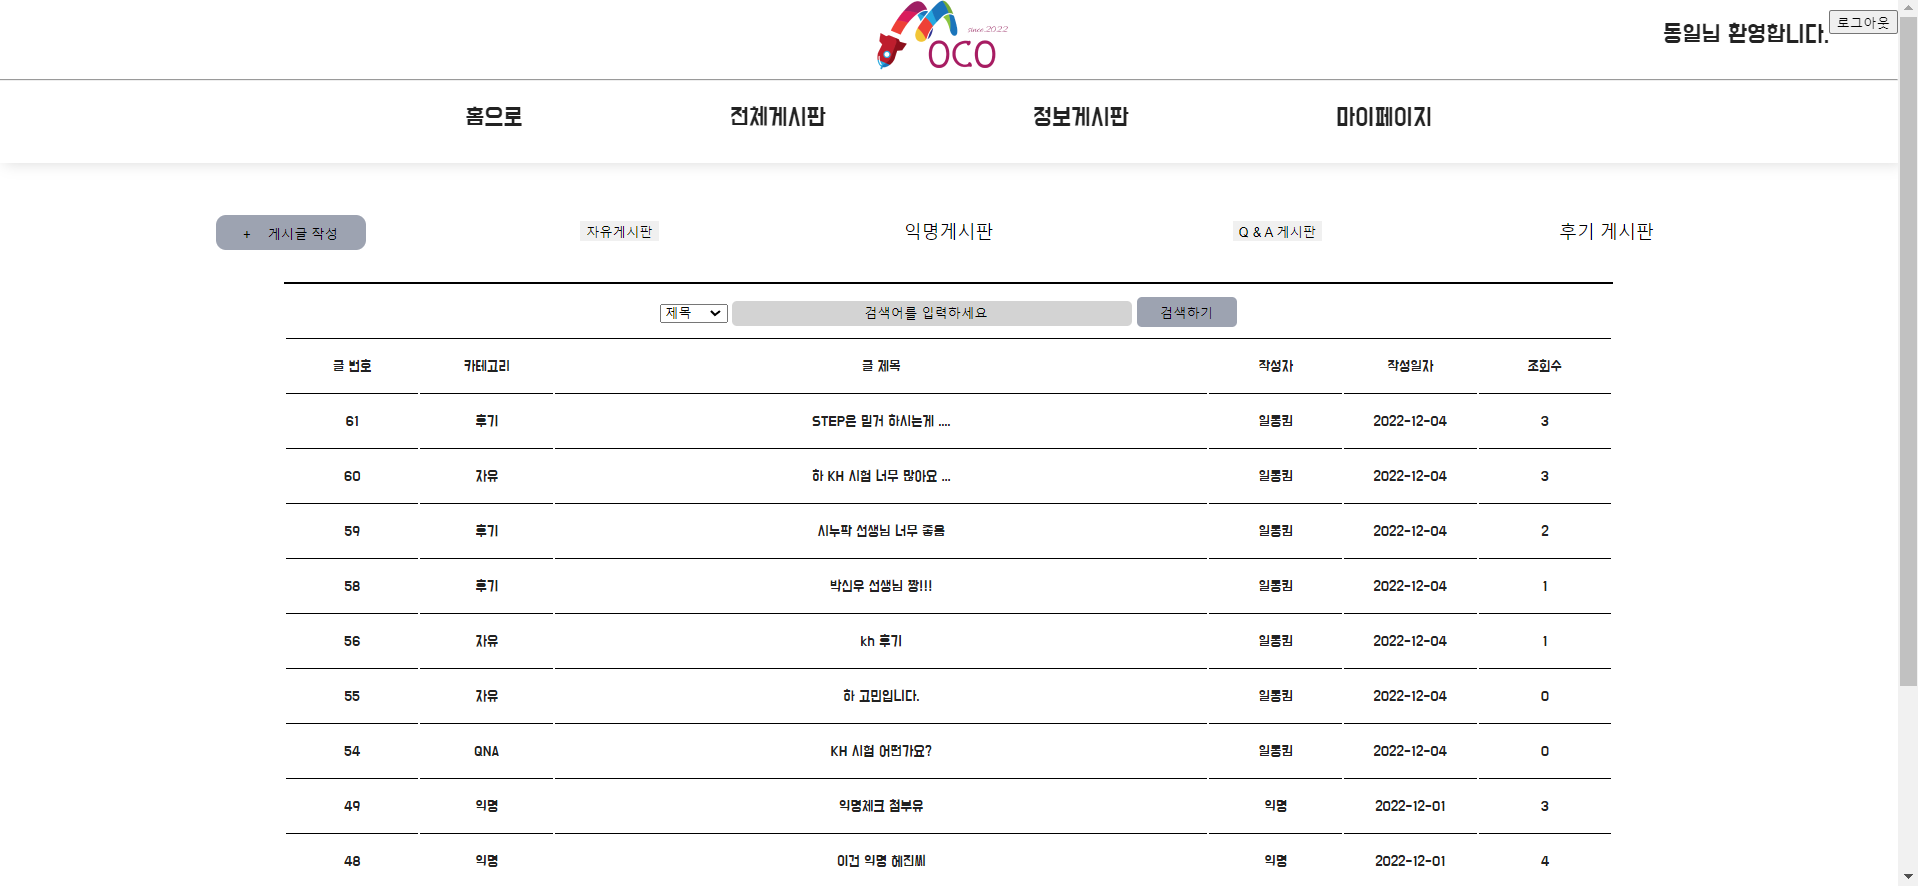 since.2022
OCO
동일님 환영합니다.
로그아웃
홈으로 전체게시판 정보게시판 마이페이지
+ 게시글 작성 자유게시판 익명게시판 Q & A 게시판 후기 게시판
제목 검색어를 입력하세요 검색하기
글 번호 카테고리 글 제목 작성자 작성일자 조회수
61 후기 STEP은 믿거 하시는게 .... 일동킴 2022-12-04 3
60 자유 하 KH 시험 너무 많아요 ... 일동킴 2022-12-04 3
59 후기 시누팍 선생님 너무 좋음 일동킴 2022-12-04 2
58 후기 박신우 선생님 짱!!! 일동킴 2022-12-04 1
56 자유 kh 후기 일동킴 2022-12-04 1
55 자유 하 고민입니다. 일동킴 2022-12-04 0
54 QNA KH 시험 어떤가요? 일동킴 2022-12-04 0
49 익명 익명체크 첨부유 익명 2022-12-01 3
48 익명 이건 익명 혜진씨 익명 2022-12-01 4